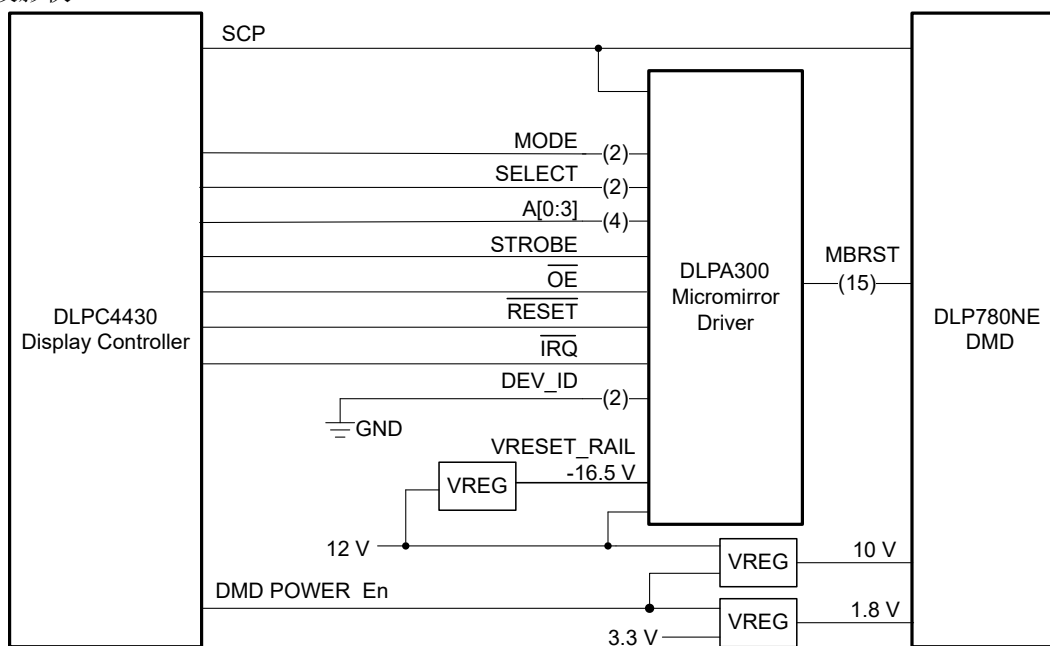 SCP
MODE
(2)
SELECT
(2)
A[0:3]
(4)
STROBE
OE
RESET
IRQ
DEV_ID
(2)
GND
VRESET_RAIL
-16.5 V
VREG
12 V
DMD POWER En
3.3 V
VREG
10 V
VREG
1.8 V
DLPC4430
Display Controller
DLPA300
Micromirror
Driver
MBRST
(15)
DLP780NE
DMD